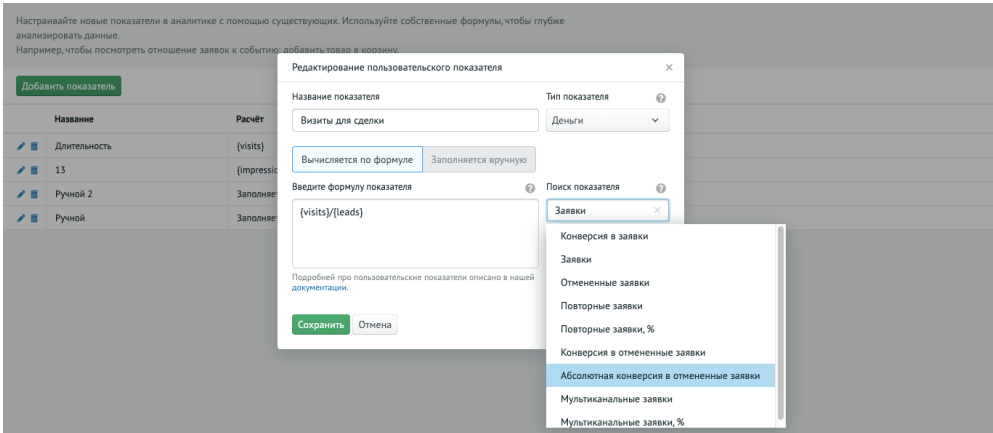 Настраивайте новые показатели в аналитике с помощью существующих. Используйте собственные формулы, чтобы глубже
анализировать данные.
Например, чтобы посмотреть отношение заявок к событию: добавить товар в корзину.
Добавить показатель
Название Расчёт
Длительность {visits}
13 {impressio
Ручной 2 Заполняет
Ручной Заполняет
Редактирование пользовательского показателя
Название показателя Тип показателя
Визиты для сделки Деньги
Вычисляется по формуле Заполняется вручную
Введите формулу показателя Поиск показателя
{visits}/{leads} Заявки
Конверсия в заявки
Заявки
Отмененные заявки
Повторные заявки
Повторные заявки, %
Конверсия в отмененные заявки
Абсолютная конверсия в отмененные заявки
Мультиканальные заявки
Мультиканальные заявки, %
Подробней про пользовательские показатели описано в нашей
документации.
Сохранить Отмена